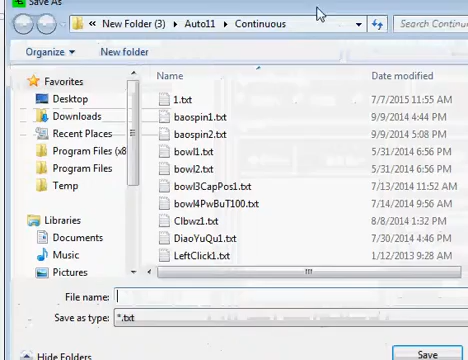 Save As
« New Folder (3) ▸ Auto11 ▸ Continuous
Search Continuous
Organize ▼ New folder
Favorites
Desktop
Downloads
Recent Places
Program Files (x8
Program Files
Temp
Libraries
Documents
Music
Pictures
Name Date modified
1.txt 7/7/2015 11:55 AM
baospin1.txt 9/9/2014 4:44 PM
baospin2.txt 9/9/2014 5:08 PM
bowl1.txt 5/31/2014 6:56 PM
bowl2.txt 5/31/2014 6:56 PM
bowl3CapPos1.txt 7/13/2014 11:52 AM
bowl4PwBuT100.txt 7/14/2014 9:56 AM
Clbwz1.txt 8/8/2014 1:32 PM
DiaoYuQu1.txt 7/30/2014 4:46 PM
LeftClick1.txt 1/12/2013 9:28 AM
File name:
Save as type: *.txt
Hide Folders
Save